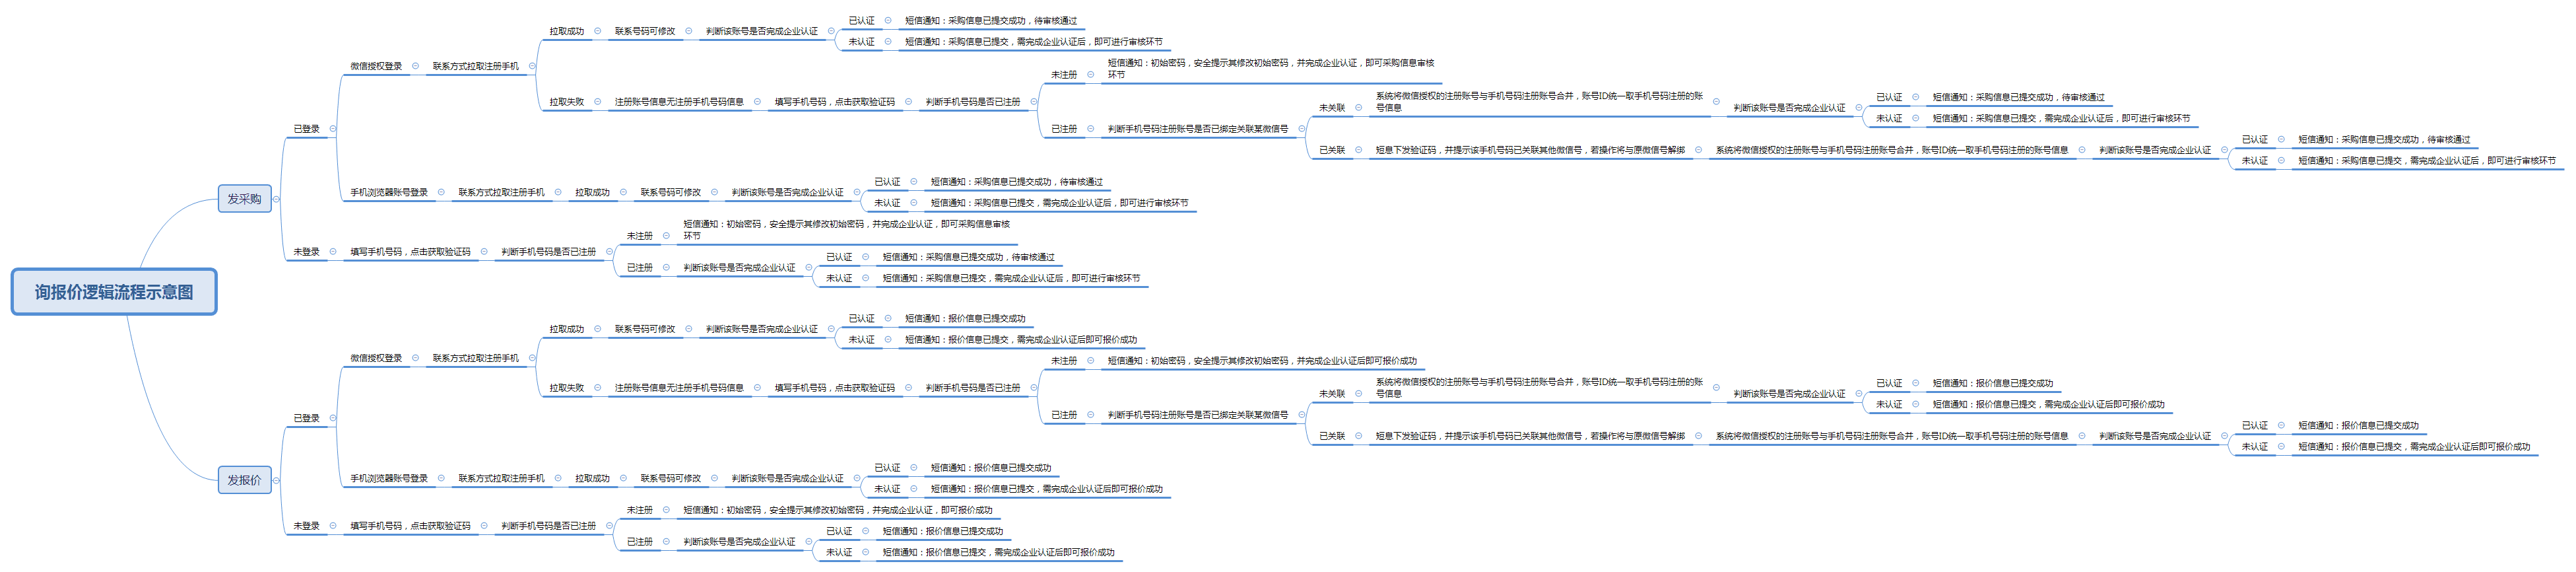 询报价逻辑流程示意图
发采购
已登录
微信授权登录
联系方式拉取注册手机
拉取成功
联系号码可修改
判断该账号是否完成企业认证
已认证
短信通知：采购信息已提交成功，待审核通过
未认证
短信通知：采购信息已提交，需完成企业认证后，即可进行审核环节
拉取失败
注册账号信息无注册手机号码信息
填写手机号码，点击获取验证码
判断手机号码是否已注册
未注册
短信通知：初始密码，安全提示其修改初始密码，并完成企业认证，即可采购信息审核
环节
已注册
判断手机号码注册账号是否已绑定关联某微信号
未关联
系统将微信授权的注册账号与手机号码注册账号合并，账号ID统一取手机号码注册的账
号信息
判断该账号是否完成企业认证
已认证
短信通知：采购信息已提交成功，待审核通过
未认证
短信通知：采购信息已提交，需完成企业认证后，即可进行审核环节
已关联
短息下发验证码，并提示该手机号码已关联其他微信号，若操作将与原微信号解绑
系统将微信授权的注册账号与手机号码注册账号合并，账号ID统一取手机号码注册的账号信息
判断该账号是否完成企业认证
已认证
短信通知：采购信息已提交成功，待审核通过
未认证
短信通知：采购信息已提交，需完成企业认证后，即可进行审核环节
手机浏览器账号登录
联系方式拉取注册手机
拉取成功
联系号码可修改
判断该账号是否完成企业认证
已认证
短信通知：采购信息已提交成功，待审核通过
未认证
短信通知：采购信息已提交，需完成企业认证后，即可进行审核环节
未登录
填写手机号码，点击获取验证码
判断手机号码是否已注册
未注册
短信通知：初始密码，安全提示其修改初始密码，并完成企业认证，即可采购信息审核
环节
已注册
判断该账号是否完成企业认证
已认证
短信通知：采购信息已提交成功，待审核通过
未认证
短信通知：采购信息已提交，需完成企业认证后，即可进行审核环节
发报价
已登录
微信授权登录
联系方式拉取注册手机
拉取成功
联系号码可修改
判断该账号是否完成企业认证
已认证
短信通知：报价信息已提交成功
未认证
短信通知：报价信息已提交，需完成企业认证后即可报价成功
拉取失败
注册账号信息无注册手机号码信息
填写手机号码，点击获取验证码
判断手机号码是否已注册
未注册
短信通知：初始密码，安全提示其修改初始密码，并完成企业认证后即可报价成功
已注册
判断手机号码注册账号是否已绑定关联某微信号
未关联
系统将微信授权的注册账号与手机号码注册账号合并，账号ID统一取手机号码注册的账
号信息
判断该账号是否完成企业认证
已认证
短信通知：报价信息已提交成功
未认证
短信通知：报价信息已提交，需完成企业认证后即可报价成功
已关联
短息下发验证码，并提示该手机号码已关联其他微信号，若操作将与原微信号解绑
系统将微信授权的注册账号与手机号码注册账号合并，账号ID统一取手机号码注册的账号信息
判断该账号是否完成企业认证
已认证
短信通知：报价信息已提交成功
未认证
短信通知：报价信息已提交，需完成企业认证后即可报价成功
手机浏览器账号登录
联系方式拉取注册手机
拉取成功
联系号码可修改
判断该账号是否完成企业认证
已认证
短信通知：报价信息已提交成功
未认证
短信通知：报价信息已提交，需完成企业认证后即可报价成功
未登录
填写手机号码，点击获取验证码
判断手机号码是否已注册
未注册
短信通知：初始密码，安全提示其修改初始密码，并完成企业认证，即可报价成功
已注册
判断该账号是否完成企业认证
已认证
短信通知：报价信息已提交成功
未认证
短信通知：报价信息已提交，需完成企业认证后即可报价成功